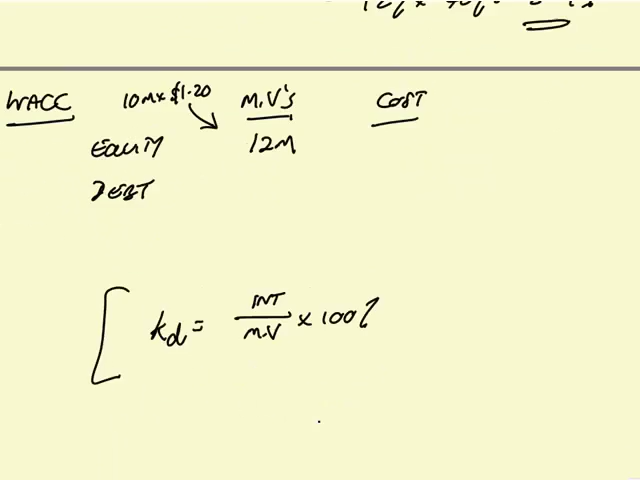 WACC 10M x $1.20 M.V's COST
EQUITY 12M
DEBT
kd = INT / M.V x 100%